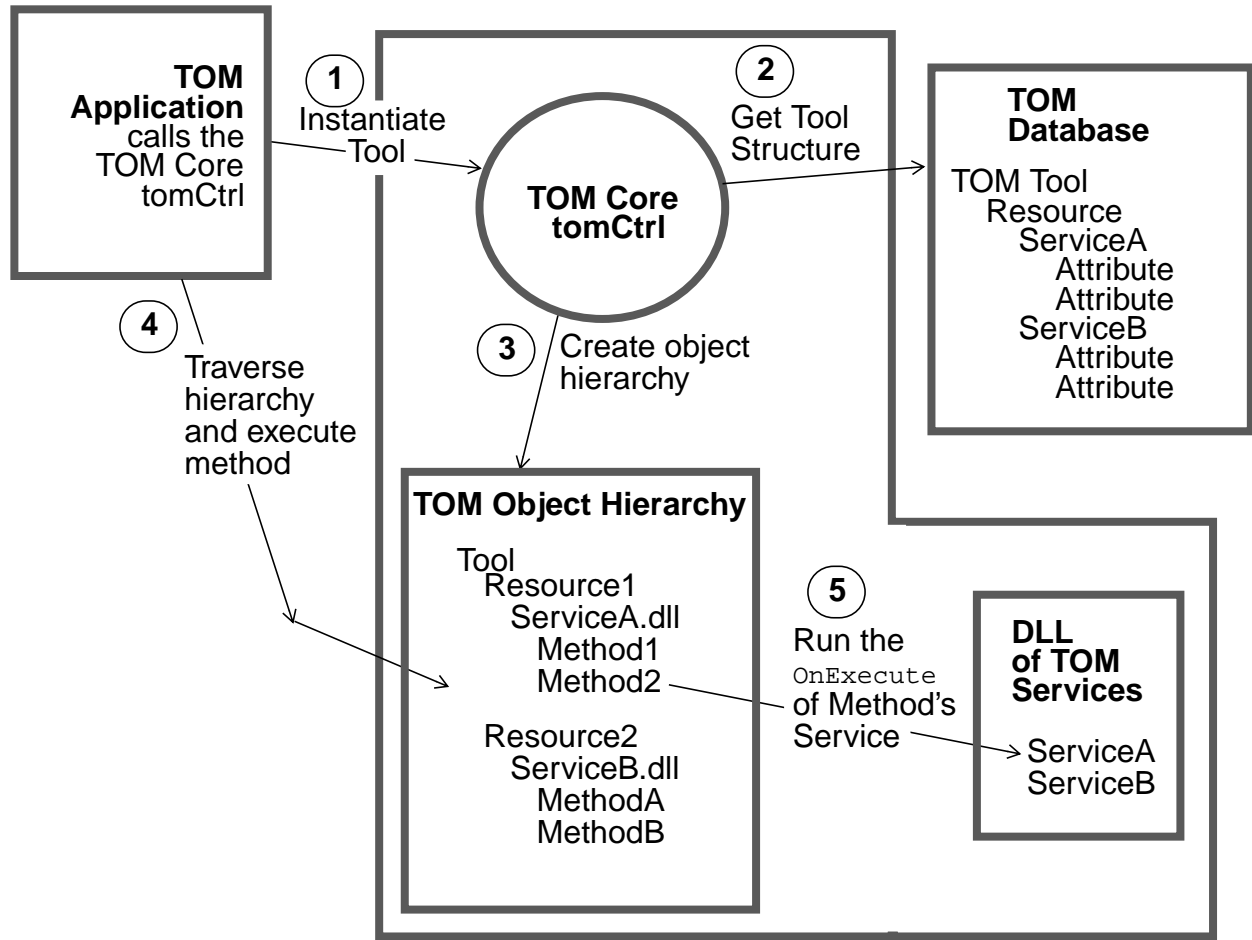 TOM
Application
calls the
TOM Core
tomCtrl
1
Instantiate
Tool
TOM Core
tomCtrl
2
Get Tool
Structure
TOM
Database
TOM Tool
Resource
ServiceA
Attribute
Attribute
ServiceB
Attribute
Attribute
3
Create object
hierarchy
4
Traverse
hierarchy
and execute
method
TOM Object Hierarchy
Tool
Resource1
ServiceA.dll
Method1
Method2
Resource2
ServiceB.dll
MethodA
MethodB
5
Run the
OnExecute
of Method's
Service
DLL
of TOM
Services
ServiceA
ServiceB